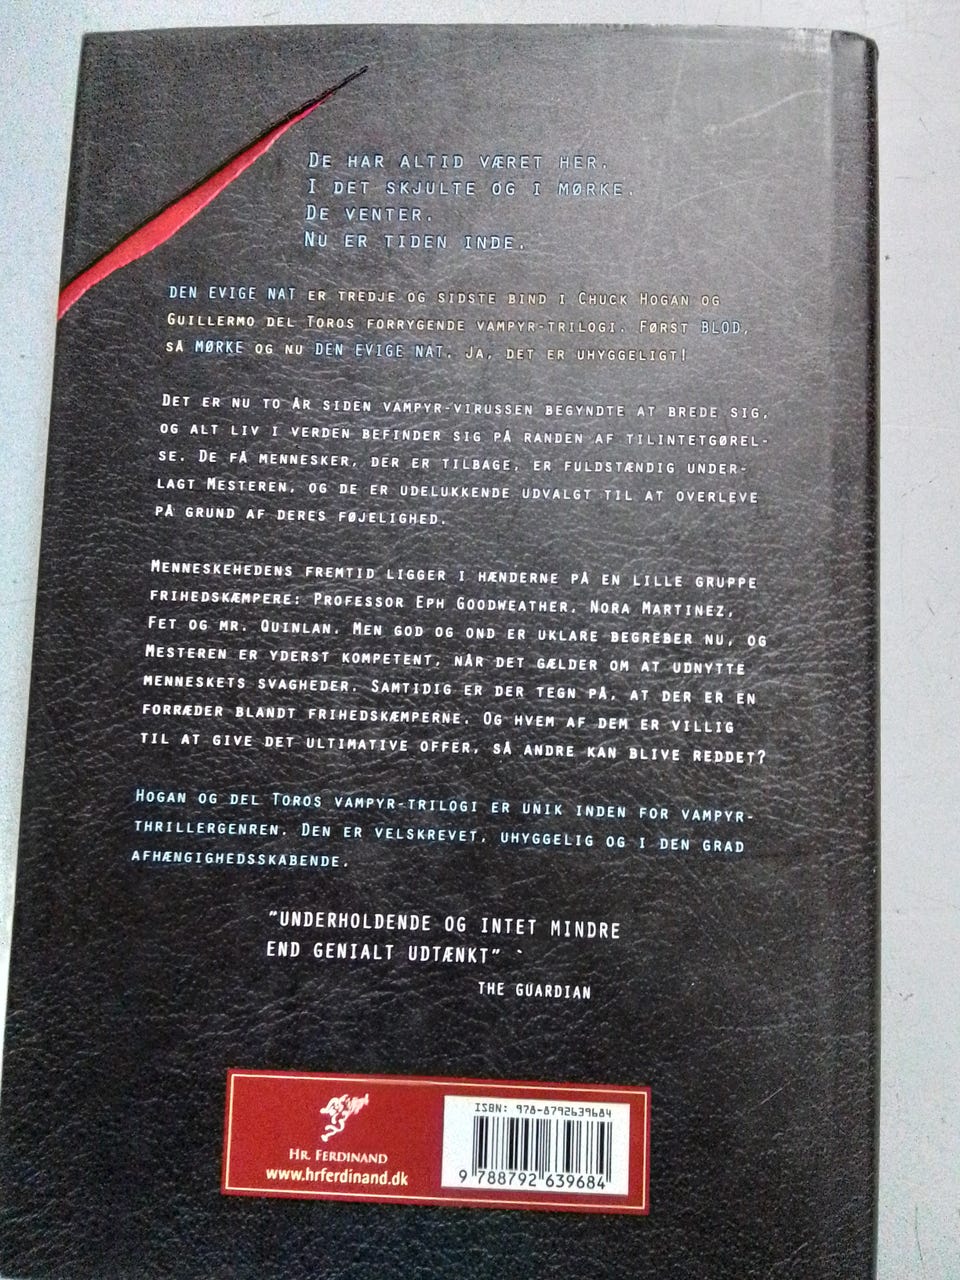 DE HAR ALTID VÆRET HER.
I DET SKJULTE OG I MØRKE.
DE VENTER.
NU ER TIDEN INDE.
DEN EVIGE NAT ER TREDJE OG SIDSTE BIND I CHUCK HOGAN OG
GUILLERMO DEL TOROS FORRYGENDE VAMPYR-TRILOGI. FØRST BLOD,
SÅ MØRKE OG NU DEN EVIGE NAT. JA, DET ER UHYGGELIGT!
DET ER NU TO ÅR SIDEN VAMPYR-VIRUSSEN BEGYNDTE AT BREDE SIG,
OG ALT LIV I VERDEN BEFINDER SIG PÅ RANDEN AF TILINTETGØREL-
SE. DE FÅ MENNESKER, DER ER TILBAGE, ER FULDSTÆNDIG UNDER-
LAGT MESTEREN, OG DE ER UDELUKKENDE UDVALGT TIL AT OVERLEVE
PÅ GRUND AF DERES FØJELIGHED.
MENNESKEHEDENS FREMTID LIGGER I HÆNDERNE PÅ EN LILLE GRUPPE
FRIHEDSKÆMPERE: PROFESSOR EPH GOODWEATHER, NORA MARTINEZ,
FET OG MR. QUINLAN. MEN GOD OG OND ER UKLARE BEGREBER NU, OG
MESTEREN ER YDERST KOMPETENT, NÅR DET GÆLDER OM AT UDNYTTE
MENNESKETS SVAGHEDER. SAMTIDIG ER DER TEGN PÅ, AT DER ER EN
FORRÆDER BLANDT FRIHEDSKÆMPERNE. OG HVEM AF DEM ER VILLIG
TIL AT GIVE DET ULTIMATIVE OFFER, SÅ ANDRE KAN BLIVE REDDET?
HOGAN OG DEL TOROS VAMPYR-TRILOGI ER UNIK INDEN FOR VAMPYR-
THRILLERGENREN. DEN ER VELSKREVET, UHYGGELIG OG I DEN GRAD
AFHÆNGIGHEDSSKABENDE.
"UNDERHOLDENDE OG INTET MINDRE
END GENIALT UDTÆNKT"
THE GUARDIAN
ISBN: 978-8792639684
HR. FERDINAND
www.hrferdinand.dk
9 788792 639684